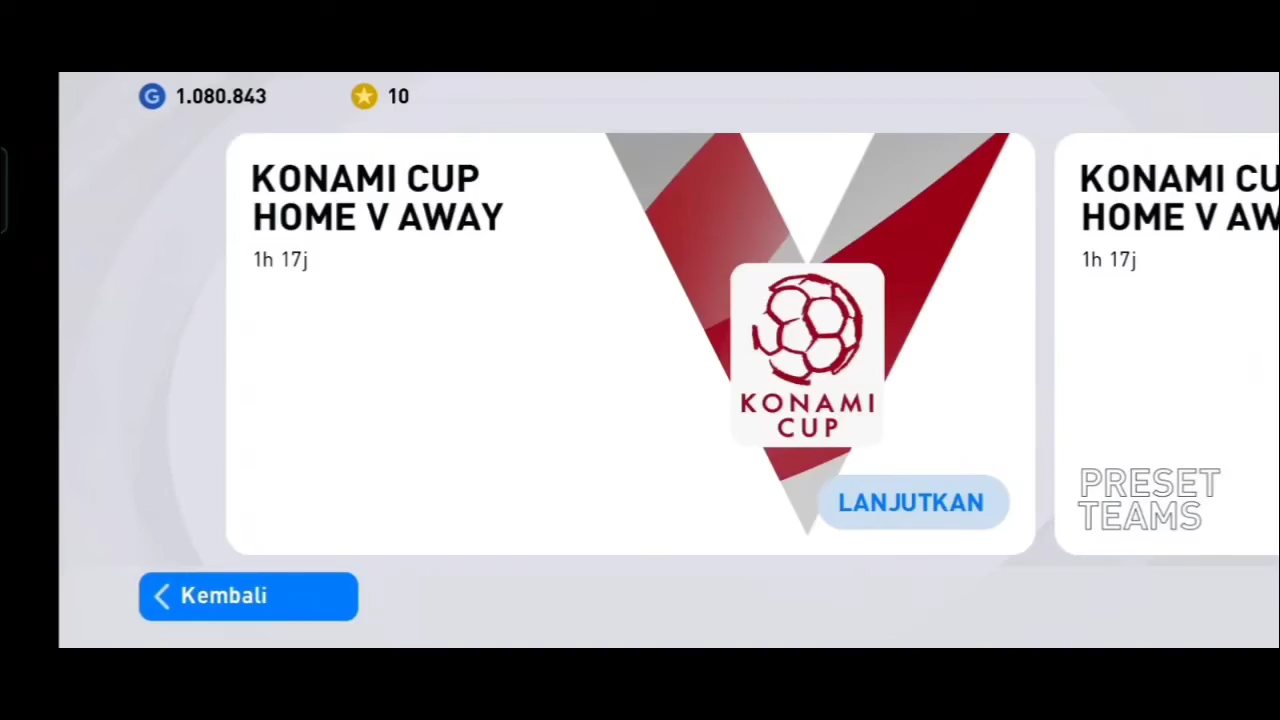 G 1.080.843 10
KONAMI CUP
HOME V AWAY
1h 17j
KONAMI
CUP
LANJUTKAN
KONAMI CU
HOME V AW
1h 17j
PRESET
TEAMS
Kembali